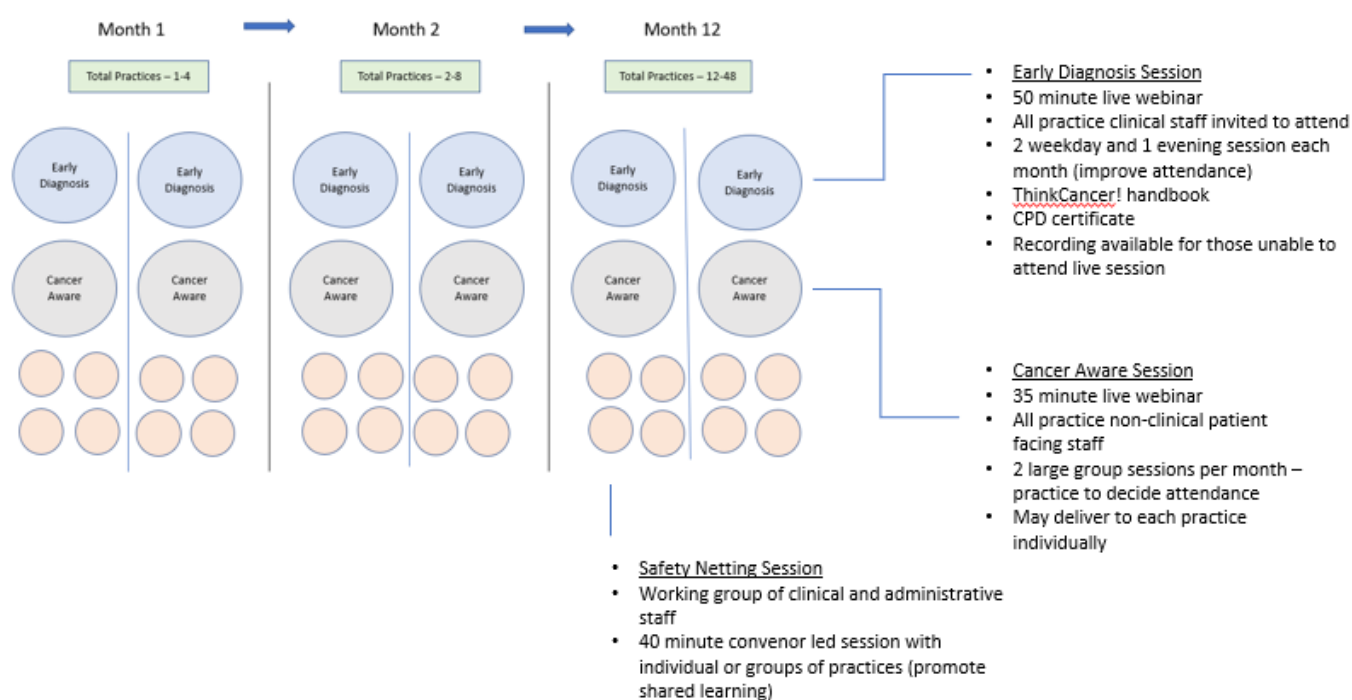 Month 1
Month 2
Month 12
Total Practices – 1-4
Total Practices – 2-8
Total Practices – 12-48
Early
Diagnosis
Early
Diagnosis
Early
Diagnosis
Early
Diagnosis
Early
Diagnosis
Early
Diagnosis
Cancer
Aware
Cancer
Aware
Cancer
Aware
Cancer
Aware
Cancer
Aware
Cancer
Aware
• Early Diagnosis Session
• 50 minute live webinar
• All practice clinical staff invited to attend
• 2 weekday and 1 evening session each
month (improve attendance)
• ThinkCancer! handbook
• CPD certificate
• Recording available for those unable to
attend live session
• Cancer Aware Session
• 35 minute live webinar
• All practice non-clinical patient
facing staff
• 2 large group sessions per month –
practice to decide attendance
• May deliver to each practice
individually
• Safety Netting Session
• Working group of clinical and administrative
staff
• 40 minute convenor led session with
individual or groups of practices (promote
shared learning)